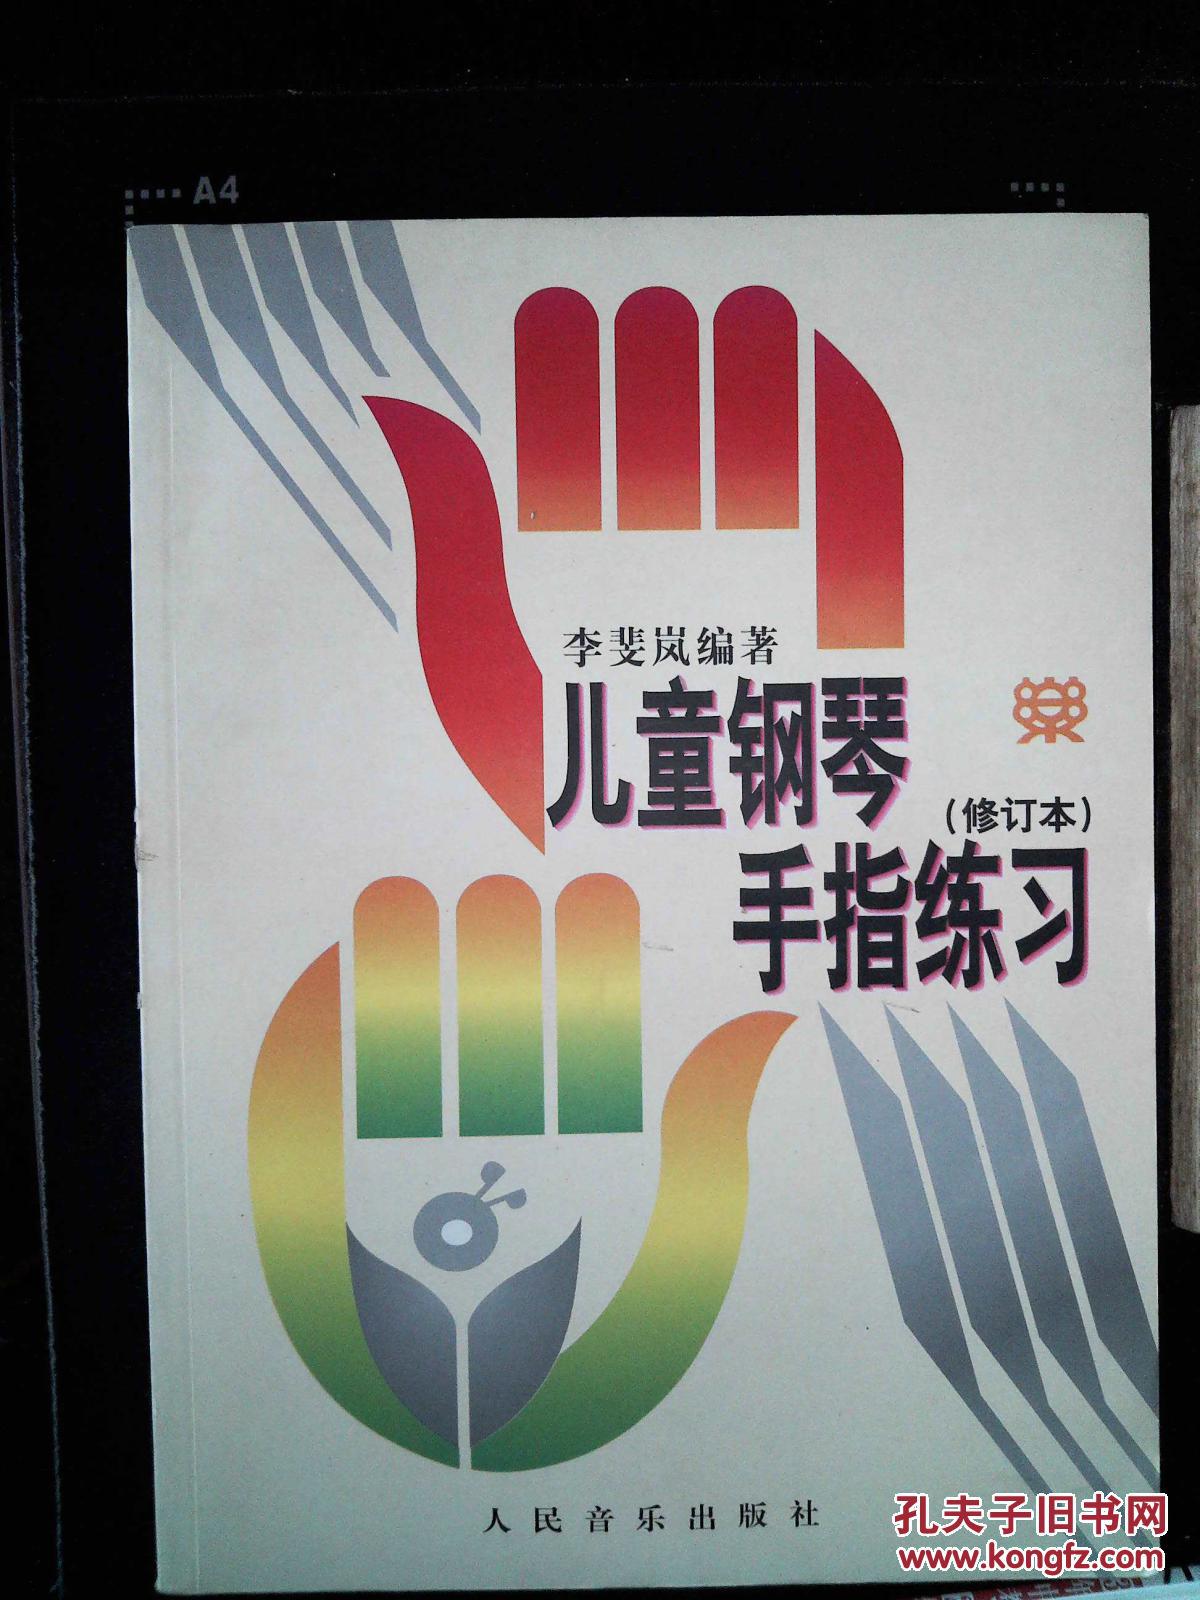 A4
李斐岚编著
儿童钢琴
(修订本)
手指练习
人民音乐出版社
孔夫子旧书网
www.kongfz.com